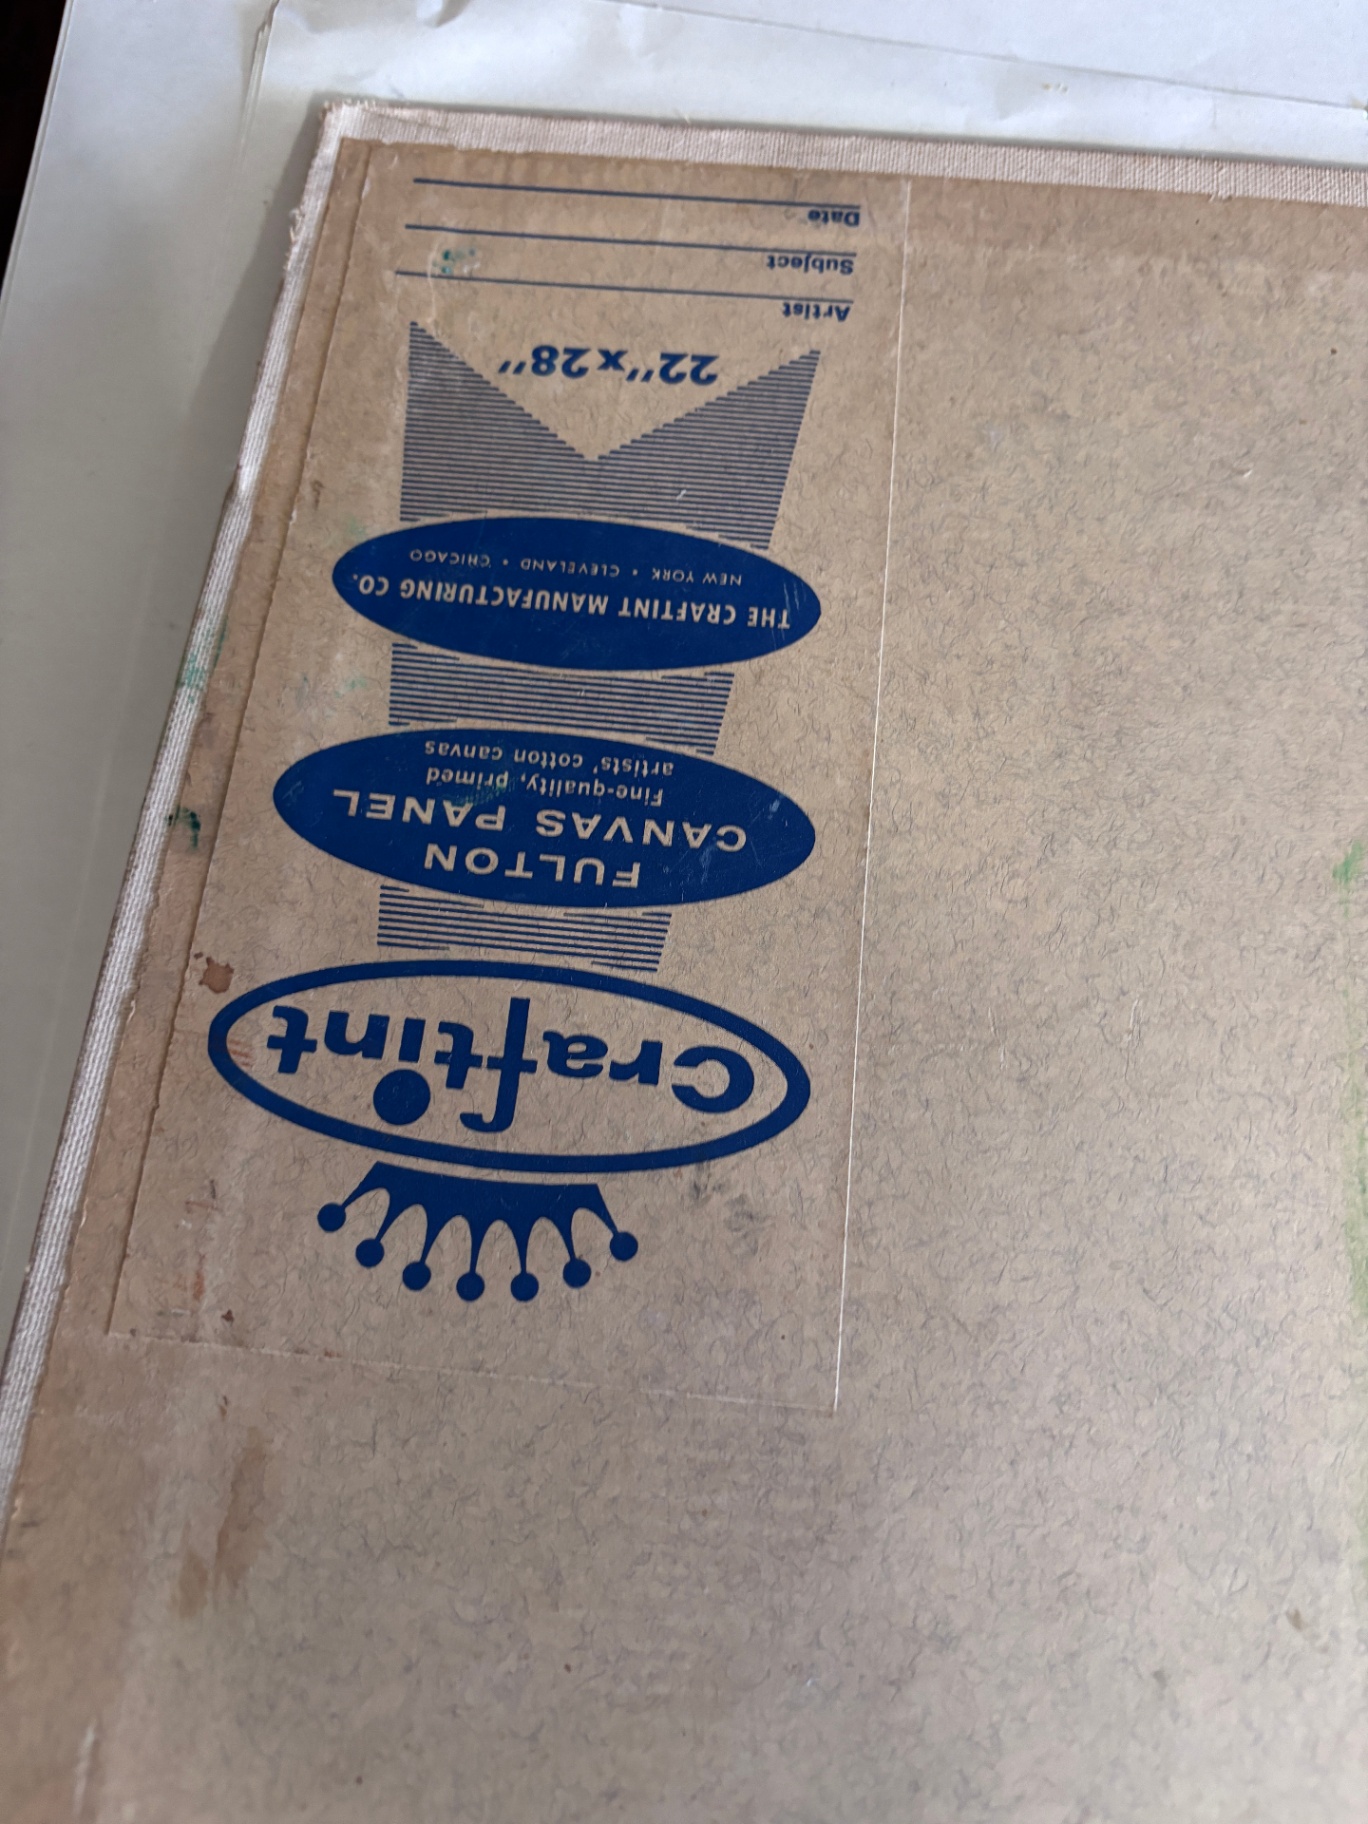 Craftint
FULTON
CANVAS PANEL
Fine-quality, primed
artists' cotton canvas
THE CRAFTINT MANUFACTURING CO.
NEW YORK • CLEVELAND • CHICAGO
22" x 28"
Artist
Subject
Date